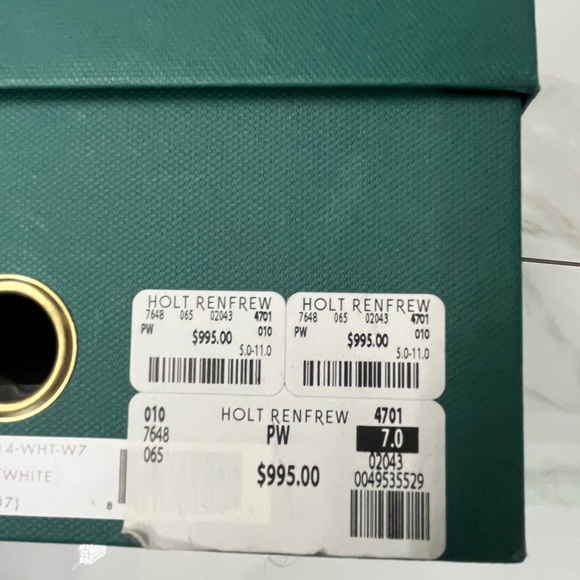 HOLT RENFREW
7648 065 02043 4701
PW 010
$995.00
5.0-11.0
HOLT RENFREW
7648 065 02043 4701
PW 010
$995.00
5.0-11.0
010 HOLT RENFREW 4701
7648 PW 7.0
065 02043
$995.00 0049535529
14-WHT-W7
WHITE
37)
8